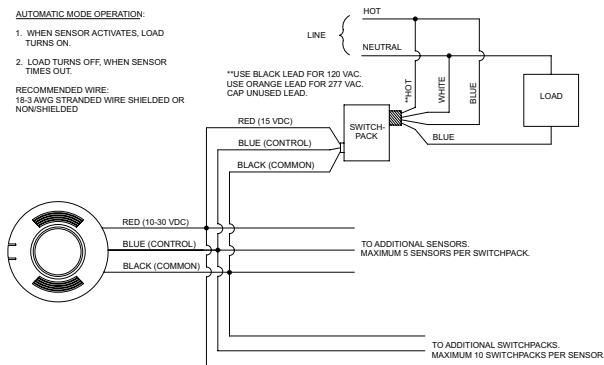 AUTOMATIC MODE OPERATION:
1. WHEN SENSOR ACTIVATES, LOAD
TURNS ON.
2. LOAD TURNS OFF, WHEN SENSOR
TIMES OUT.
RECOMMENDED WIRE:
18-3 AWG STRANDED WIRE SHIELDED OR
NON/SHIELDED
HOT
LINE
NEUTRAL
**USE BLACK LEAD FOR 120 VAC.
USE ORANGE LEAD FOR 277 VAC.
CAP UNUSED LEAD.
**HOT
WHITE
BLUE
LOAD
RED (15 VDC)
SWITCH-
PACK
BLUE
BLUE (CONTROL)
BLACK (COMMON)
RED (10-30 VDC)
BLUE (CONTROL)
BLACK (COMMON)
TO ADDITIONAL SENSORS.
MAXIMUM 5 SENSORS PER SWITCHPACK.
TO ADDITIONAL SWITCHPACKS.
MAXIMUM 10 SWITCHPACKS PER SENSOR